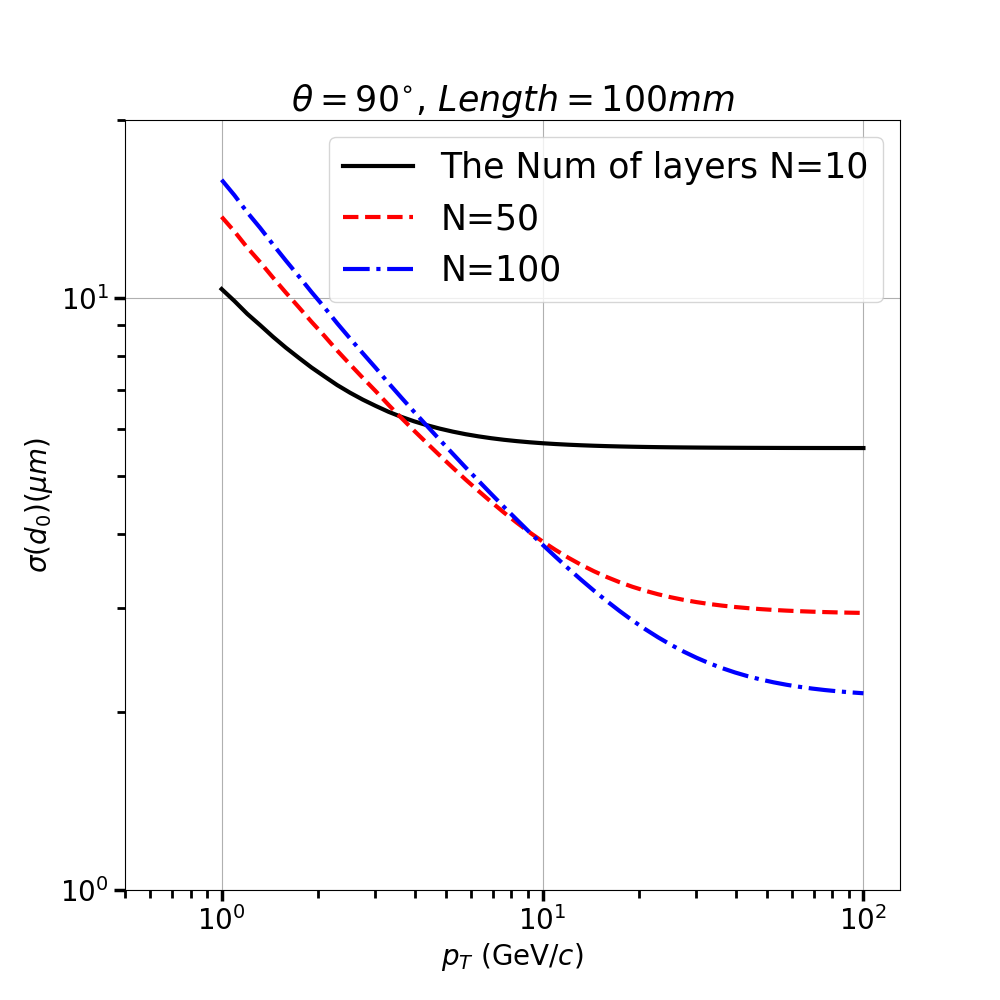 θ = 90°, Length = 100mm
The Num of layers N=10
N=50
N=100
10¹
10⁰
σ(d₀)(μm)
10⁰ 10¹ 10²
p_T (GeV/c)